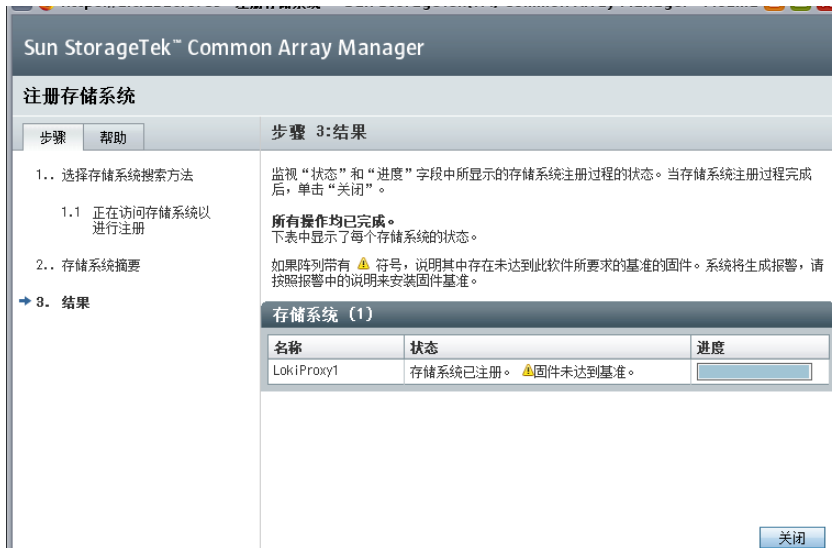 Sun StorageTek™ Common Array Manager
注册存储系统
步骤 帮助
步骤 3:结果
1.. 选择存储系统搜索方法
1.1 正在访问存储系统以
进行注册
2.. 存储系统摘要
3. 结果
监视“状态”和“进度”字段中所显示的存储系统注册过程的状态。当存储系统注册过程完成
后，单击“关闭”。
所有操作均已完成。
下表中显示了每个存储系统的状态。
如果阵列带有 符号，说明其中存在未达到此软件所要求的基准的固件。系统将生成报警，请
按照报警中的说明来安装固件基准。
存储系统 (1)
名称 状态 进度
LokiProxy1 存储系统已注册。 固件未达到基准。
关闭